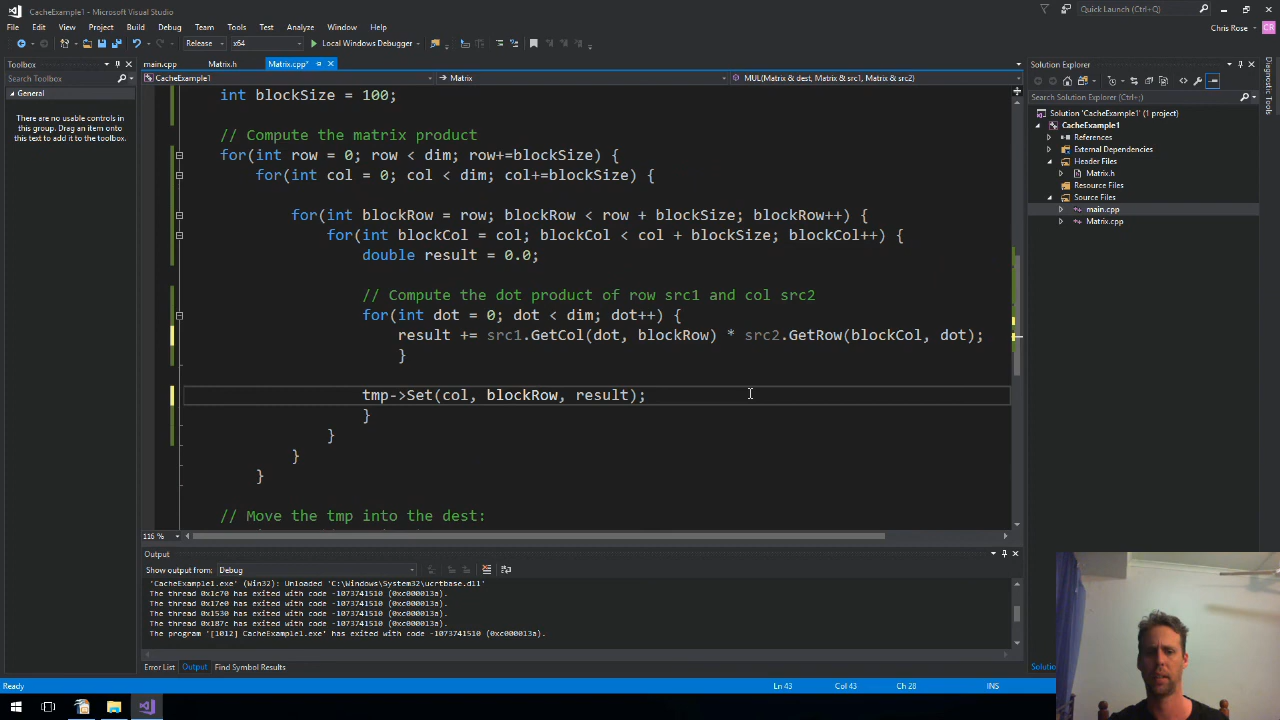 CacheExample1 - Microsoft Visual Studio
Quick Launch (Ctrl+Q)
File Edit View Project Build Debug Team Tools Test Analyze Window Help
Chris Rose
CR
Release x64 Local Windows Debugger
Toolbox
Search Toolbox
General
There are no usable controls in
this group. Drag an item onto
this text to add it to the toolbox.
main.cpp Matrix.h Matrix.cpp*
CacheExample1 Matrix MUL(Matrix & dest, Matrix & src1, Matrix & src2)
int blockSize = 100;
// Compute the matrix product
for(int row = 0; row < dim; row+=blockSize) {
for(int col = 0; col < dim; col+=blockSize) {
for(int blockRow = row; blockRow < row + blockSize; blockRow++) {
for(int blockCol = col; blockCol < col + blockSize; blockCol++) {
double result = 0.0;
// Compute the dot product of row src1 and col src2
for(int dot = 0; dot < dim; dot++) {
result += src1.GetCol(dot, blockRow) * src2.GetRow(blockCol, dot);
}
tmp->Set(col, blockRow, result);
}
}
}
}
// Move the tmp into the dest:
116 %
Output
Show output from: Debug
'CacheExample1.exe' (Win32): Unloaded 'C:\Windows\System32\ucrtbase.dll'
The thread 0x1c70 has exited with code -1073741510 (0xc000013a).
The thread 0x17e0 has exited with code -1073741510 (0xc000013a).
The thread 0x1530 has exited with code -1073741510 (0xc000013a).
The thread 0x187c has exited with code -1073741510 (0xc000013a).
The program '[1012] CacheExample1.exe' has exited with code -1073741510 (0xc000013a).
Error List Output Find Symbol Results
Solution Explorer
Search Solution Explorer (Ctrl+;)
Solution 'CacheExample1' (1 project)
CacheExample1
References
External Dependencies
Header Files
Matrix.h
Resource Files
Source Files
main.cpp
Matrix.cpp
Diagnostic Tools
Ready Ln 43 Col 43 Ch 28 INS